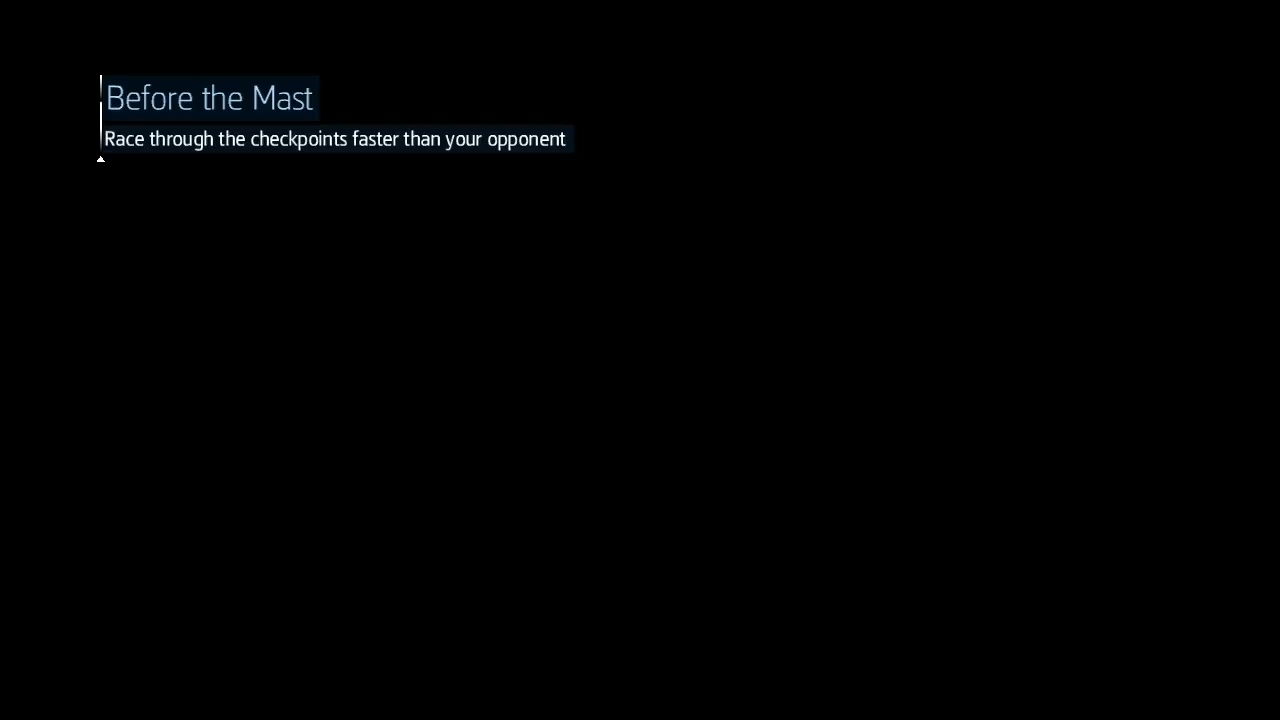 Before the Mast
Race through the checkpoints faster than your opponent